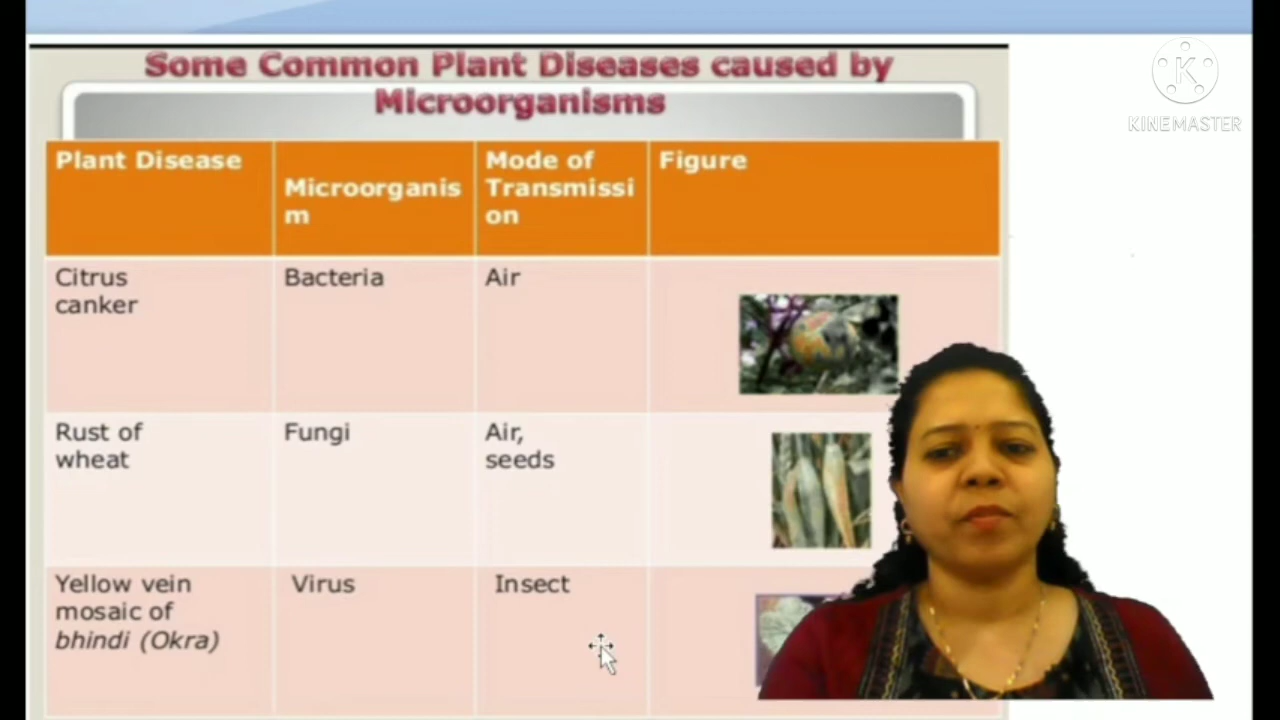 Some Common Plant Diseases caused by
Microorganisms
Plant Disease
Microorganis
m
Mode of
Transmissi
on
Figure
Citrus
canker
Bacteria
Air
Rust of
wheat
Fungi
Air,
seeds
Yellow vein
mosaic of
bhindi (Okra)
Virus
Insect
K
KINEMASTER